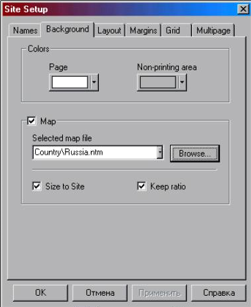 Site Setup
Names Background Layout Margins Grid Multipage
Colors
Page Non-printing area
Map
Selected map file
Country\Russia.ntm Browse...
Size to Site Keep ratio
OK Отмена Применить Справка